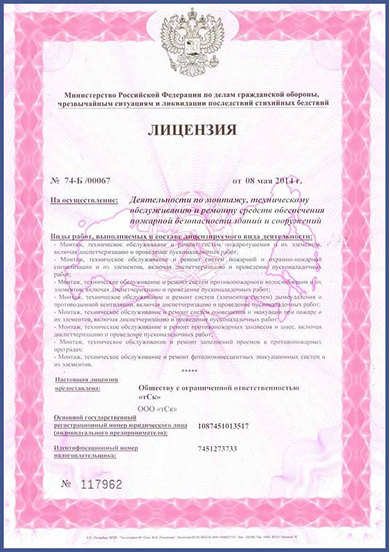 Министерство Российской Федерации по делам гражданской обороны,
чрезвычайным ситуациям и ликвидации последствий стихийных бедствий
ЛИЦЕНЗИЯ
№ 74-Б /00067 от 08 мая 2014 г.
На осуществление: Деятельности по монтажу, техническому
обслуживанию и ремонту средств обеспечения
пожарной безопасности зданий и сооружений
Виды работ, выполняемых в составе лицензируемого вида деятельности:
- Монтаж, техническое обслуживание и ремонт систем пожаротушения и их элементов,
включая диспетчеризацию и проведение пусконаладочных работ;
- Монтаж, техническое обслуживание и ремонт систем пожарной и охранно-пожарной
сигнализации и их элементов, включая диспетчеризацию и проведение пусконаладочных
работ;
- Монтаж, техническое обслуживание и ремонт систем противопожарного
элементов, включая диспетчеризацию и проведение пусконаладочных работ;
- Монтаж, техническое обслуживание и ремонт систем (элементов систем) дымоудаления и
противодымной вентиляции, включая диспетчеризацию и проведение пусконаладочных работ;
- Монтаж, техническое обслуживание и ремонт систем оповещения и эвакуации при пожаре и
их элементов, включая диспетчеризацию и проведение пусконаладочных работ;
- Монтаж, техническое обслуживание и ремонт противопожарных занавесов и завес, включая
диспетчеризацию и проведение пусконаладочных работ;
- Монтаж, техническое обслуживание и ремонт заполнений проемов в противопожарных
преградах;
- Монтаж, техническое обслуживание и ремонт фотолюминесцентных эвакуационных систем и
их элементов.
*****
Настоящая лицензия
предоставлена: Обществу с ограниченной ответственностью
«тСк»
ООО «тСк»
Основной государственный
регистрационный номер юридического лица
(индивидуального предпринимателя): 1087451013517
Идентификационный номер
налогоплательщика: 7451273733
№ 117962